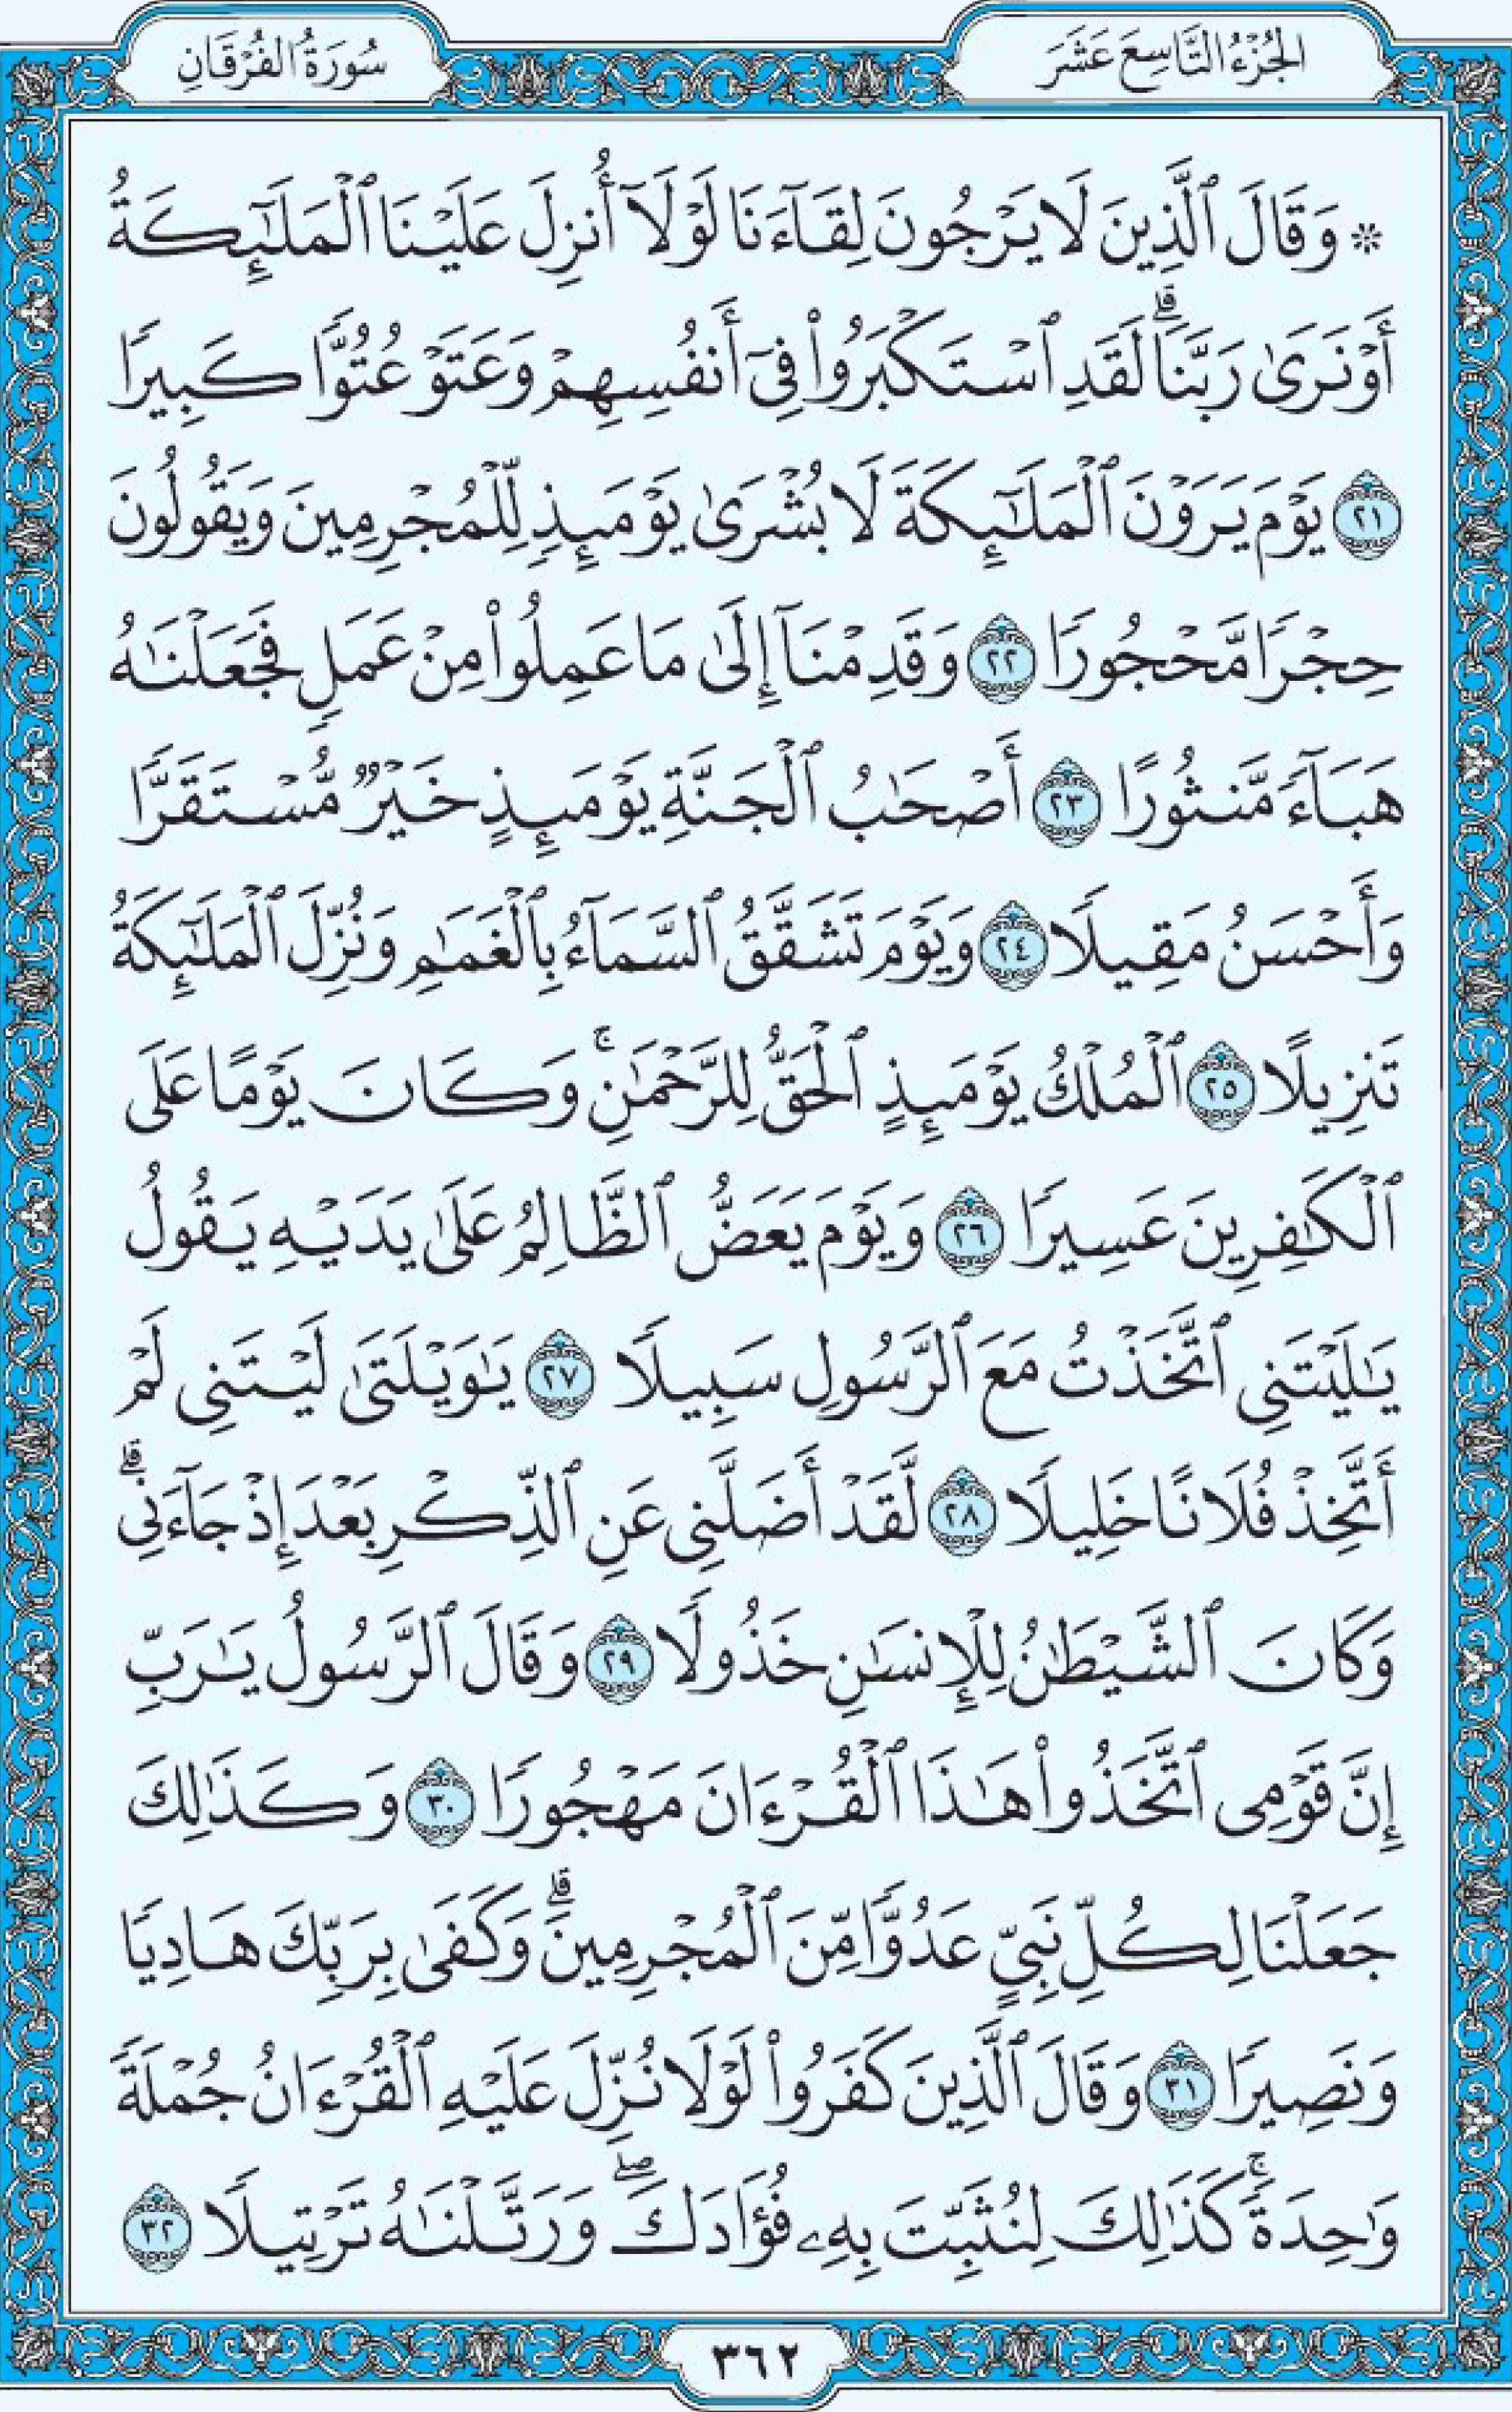 الجُزْءُ التَّاسِعَ عَشَرَ
سُورَةُ الفُرْقَانِ
۞ وَقَالَ ٱلَّذِينَ لَا يَرْجُونَ لِقَآءَنَا لَوْلَآ أُنزِلَ عَلَيْنَا ٱلْمَلَـٰٓئِكَةُ
أَوْ نَرَىٰ رَبَّنَاۗ لَقَدِ ٱسْتَكْبَرُوا۟ فِىٓ أَنفُسِهِمْ وَعَتَوْ عُتُوًّا كَبِيرًا
٢١ يَوْمَ يَرَوْنَ ٱلْمَلَـٰٓئِكَةَ لَا بُشْرَىٰ يَوْمَئِذٍ لِّلْمُجْرِمِينَ وَيَقُولُونَ
حِجْرًا مَّحْجُورًا ٢٢ وَقَدِمْنَآ إِلَىٰ مَا عَمِلُوا۟ مِنْ عَمَلٍ فَجَعَلْنَـٰهُ
هَبَآءً مَّنثُورًا ٢٣ أَصْحَـٰبُ ٱلْجَنَّةِ يَوْمَئِذٍ خَيْرٌ مُّسْتَقَرًّا
وَأَحْسَنُ مَقِيلًا ٢٤ وَيَوْمَ تَشَقَّقُ ٱلسَّمَآءُ بِٱلْغَمَـٰمِ وَنُزِّلَ ٱلْمَلَـٰٓئِكَةُ
تَنزِيلًا ٢٥ ٱلْمُلْكُ يَوْمَئِذٍ ٱلْحَقُّ لِلرَّحْمَـٰنِۚ وَكَانَ يَوْمًا عَلَى
ٱلْكَـٰفِرِينَ عَسِيرًا ٢٦ وَيَوْمَ يَعَضُّ ٱلظَّالِمُ عَلَىٰ يَدَيْهِ يَقُولُ
يَـٰلَيْتَنِى ٱتَّخَذْتُ مَعَ ٱلرَّسُولِ سَبِيلًا ٢٧ يَـٰوَيْلَتَىٰ لَيْتَنِى لَمْ
أَتَّخِذْ فُلَانًا خَلِيلًا ٢٨ لَّقَدْ أَضَلَّنِى عَنِ ٱلذِّكْرِ بَعْدَ إِذْ جَآءَنِىۗ
وَكَانَ ٱلشَّيْطَـٰنُ لِلْإِنسَـٰنِ خَذُولًا ٢٩ وَقَالَ ٱلرَّسُولُ يَـٰرَبِّ
إِنَّ قَوْمِى ٱتَّخَذُوا۟ هَـٰذَا ٱلْقُرْءَانَ مَهْجُورًا ٣٠ وَكَذَٰلِكَ
جَعَلْنَا لِكُلِّ نَبِىٍّ عَدُوًّا مِّنَ ٱلْمُجْرِمِينَۗ وَكَفَىٰ بِرَبِّكَ هَادِيًا
وَنَصِيرًا ٣١ وَقَالَ ٱلَّذِينَ كَفَرُوا۟ لَوْلَا نُزِّلَ عَلَيْهِ ٱلْقُرْءَانُ جُمْلَةً
وَٰحِدَةًۚ كَذَٰلِكَ لِنُثَبِّتَ بِهِۦ فُؤَادَكَۖ وَرَتَّلْنَـٰهُ تَرْتِيلًا ٣٢
٣٦٢